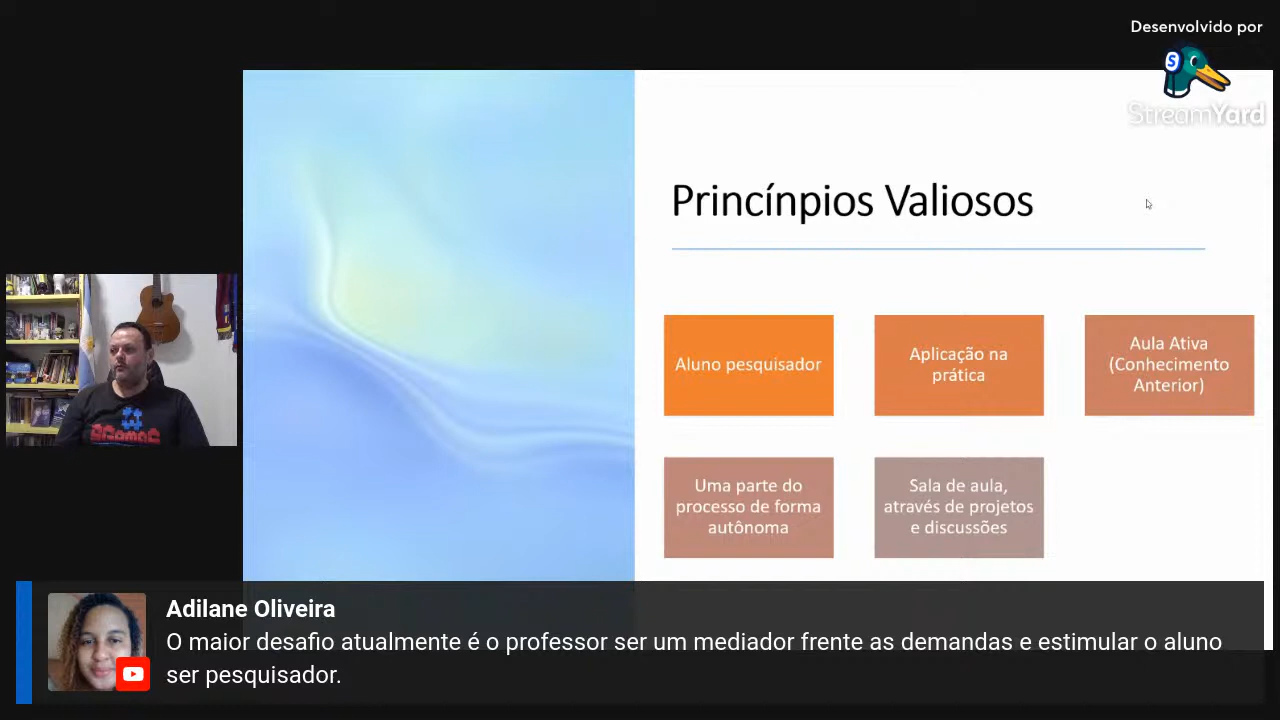 Desenvolvido por
StreamYard
Princínpios Valiosos
Aluno pesquisador
Aplicação na
prática
Aula Ativa
(Conhecimento
Anterior)
Uma parte do
processo de forma
autônoma
Sala de aula,
através de projetos
e discussões
Adilane Oliveira
O maior desafio atualmente é o professor ser um mediador frente as demandas e estimular o aluno
ser pesquisador.